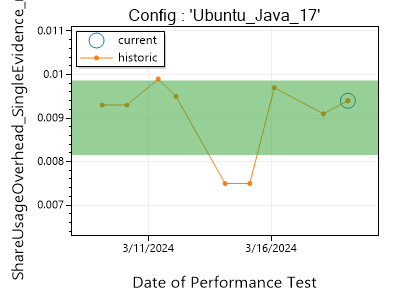 Config : 'Ubuntu_Java_17'
ShareUsageOverhead_SingleEvidence_
0.011
0.01
0.009
0.008
0.007
current
historic
3/11/2024
3/16/2024
Date of Performance Test